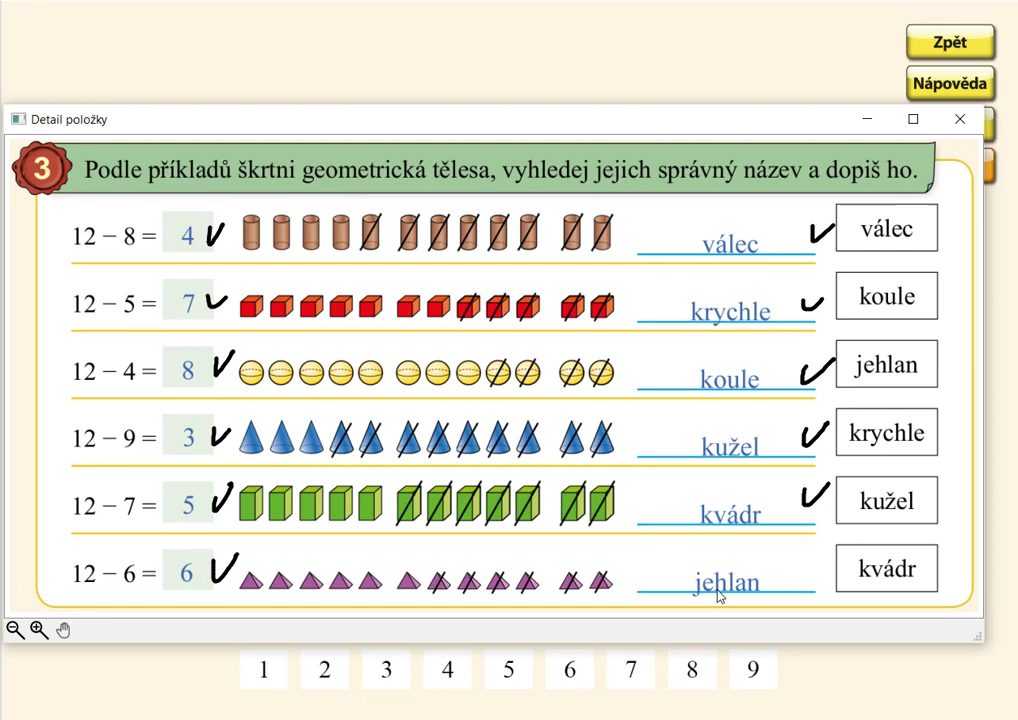 Zpět
Nápověda
Detail položky
3 Podle příkladů škrtni geometrická tělesa, vyhledej jejich správný název a dopiš ho.
12 − 8 = 4 válec válec
12 − 5 = 7 krychle koule
12 − 4 = 8 koule jehlan
12 − 9 = 3 kužel krychle
12 − 7 = 5 kvádr kužel
12 − 6 = 6 jehlan kvádr
1 2 3 4 5 6 7 8 9